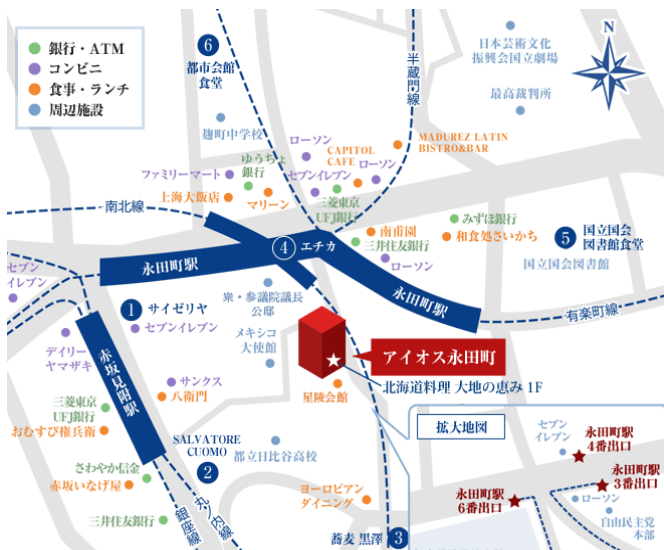 銀行・ATM
コンビニ
食事・ランチ
周辺施設
6
都市会館
食堂
半蔵門線
日本芸術文化
振興会国立劇場
最高裁判所
N
麹町中学校
ローソン
CAPITOL
CAFE
MADUREZ LATIN
BISTRO&BAR
ゆうちょ
銀行
セブンイレブン
ローソン
ファミリーマート
上海大飯店
マリーン
三菱東京
UFJ銀行
南北線
みずほ銀行
南甫園
和食処さいかち
三井住友銀行
ローソン
5
国立国会
図書館食堂
国立国会図書館
4
エチカ
永田町駅
永田町駅
有楽町線
セブン
イレブン
衆・参議院議長
公邸
1
サイゼリヤ
セブンイレブン
メキシコ
大使館
アイオス永田町
北海道料理 大地の恵み 1F
デイリー
ヤマザキ
赤坂見附駅
サンクス
八衛門
星陵会館
三菱東京
UFJ銀行
おむすび権兵衛
SALVATORE
CUOMO
2
都立日比谷高校
拡大地図
セブン
イレブン
永田町駅
4番出口
永田町駅
3番出口
永田町駅
6番出口
ローソン
自由民主党
本部
さわやか信金
赤坂いなげ屋
ヨーロピアン
ダイニング
三井住友銀行
銀座線
丸ノ内線
蕎麦 黒澤
3